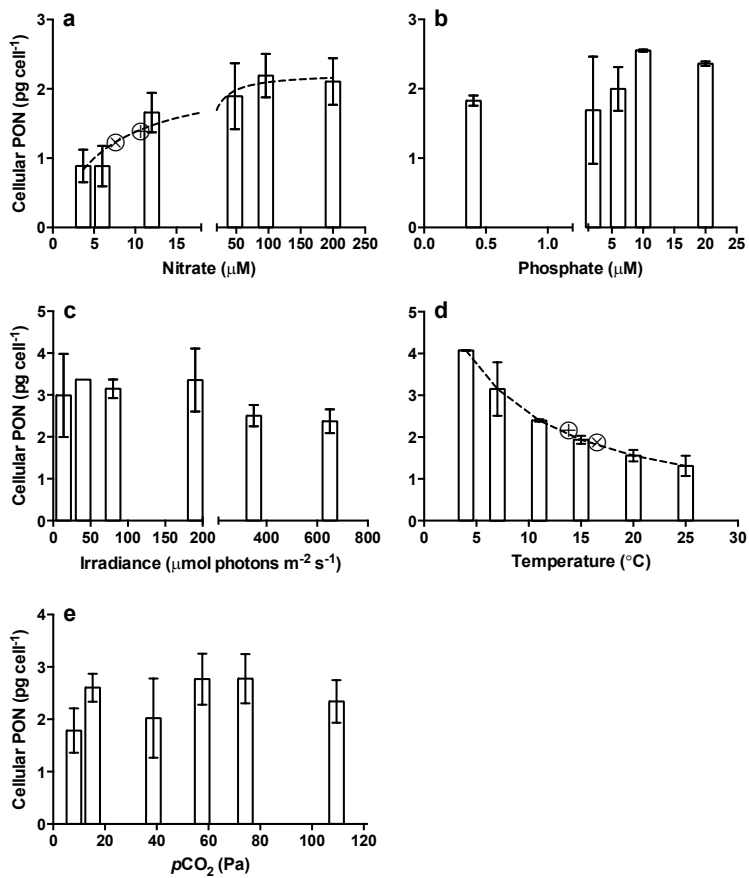 a
b
Cellular PON (pg cell-1)
3
2
1
0
0 5 10 15 50 100 150 200 250
Nitrate (μM)
3
2
1
0
0.0 0.5 1.0 5 10 15 20 25
Phosphate (μM)
c
d
Cellular PON (pg cell-1)
5
4
3
2
1
0
0 50 100 150 200 400 600 800
Irradiance (μmol photons m-2 s-1)
5
4
3
2
1
0
0 5 10 15 20 25 30
Temperature (°C)
e
Cellular PON (pg cell-1)
4
3
2
1
0
0 20 40 60 80 100 120
pCO2 (Pa)